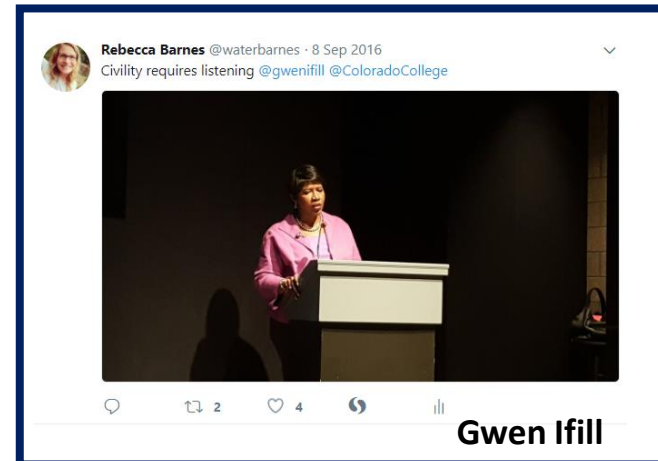 Rebecca Barnes @waterbarnes · 8 Sep 2016
Civility requires listening @gwenifill @ColoradoCollege
2 4
Gwen Ifill